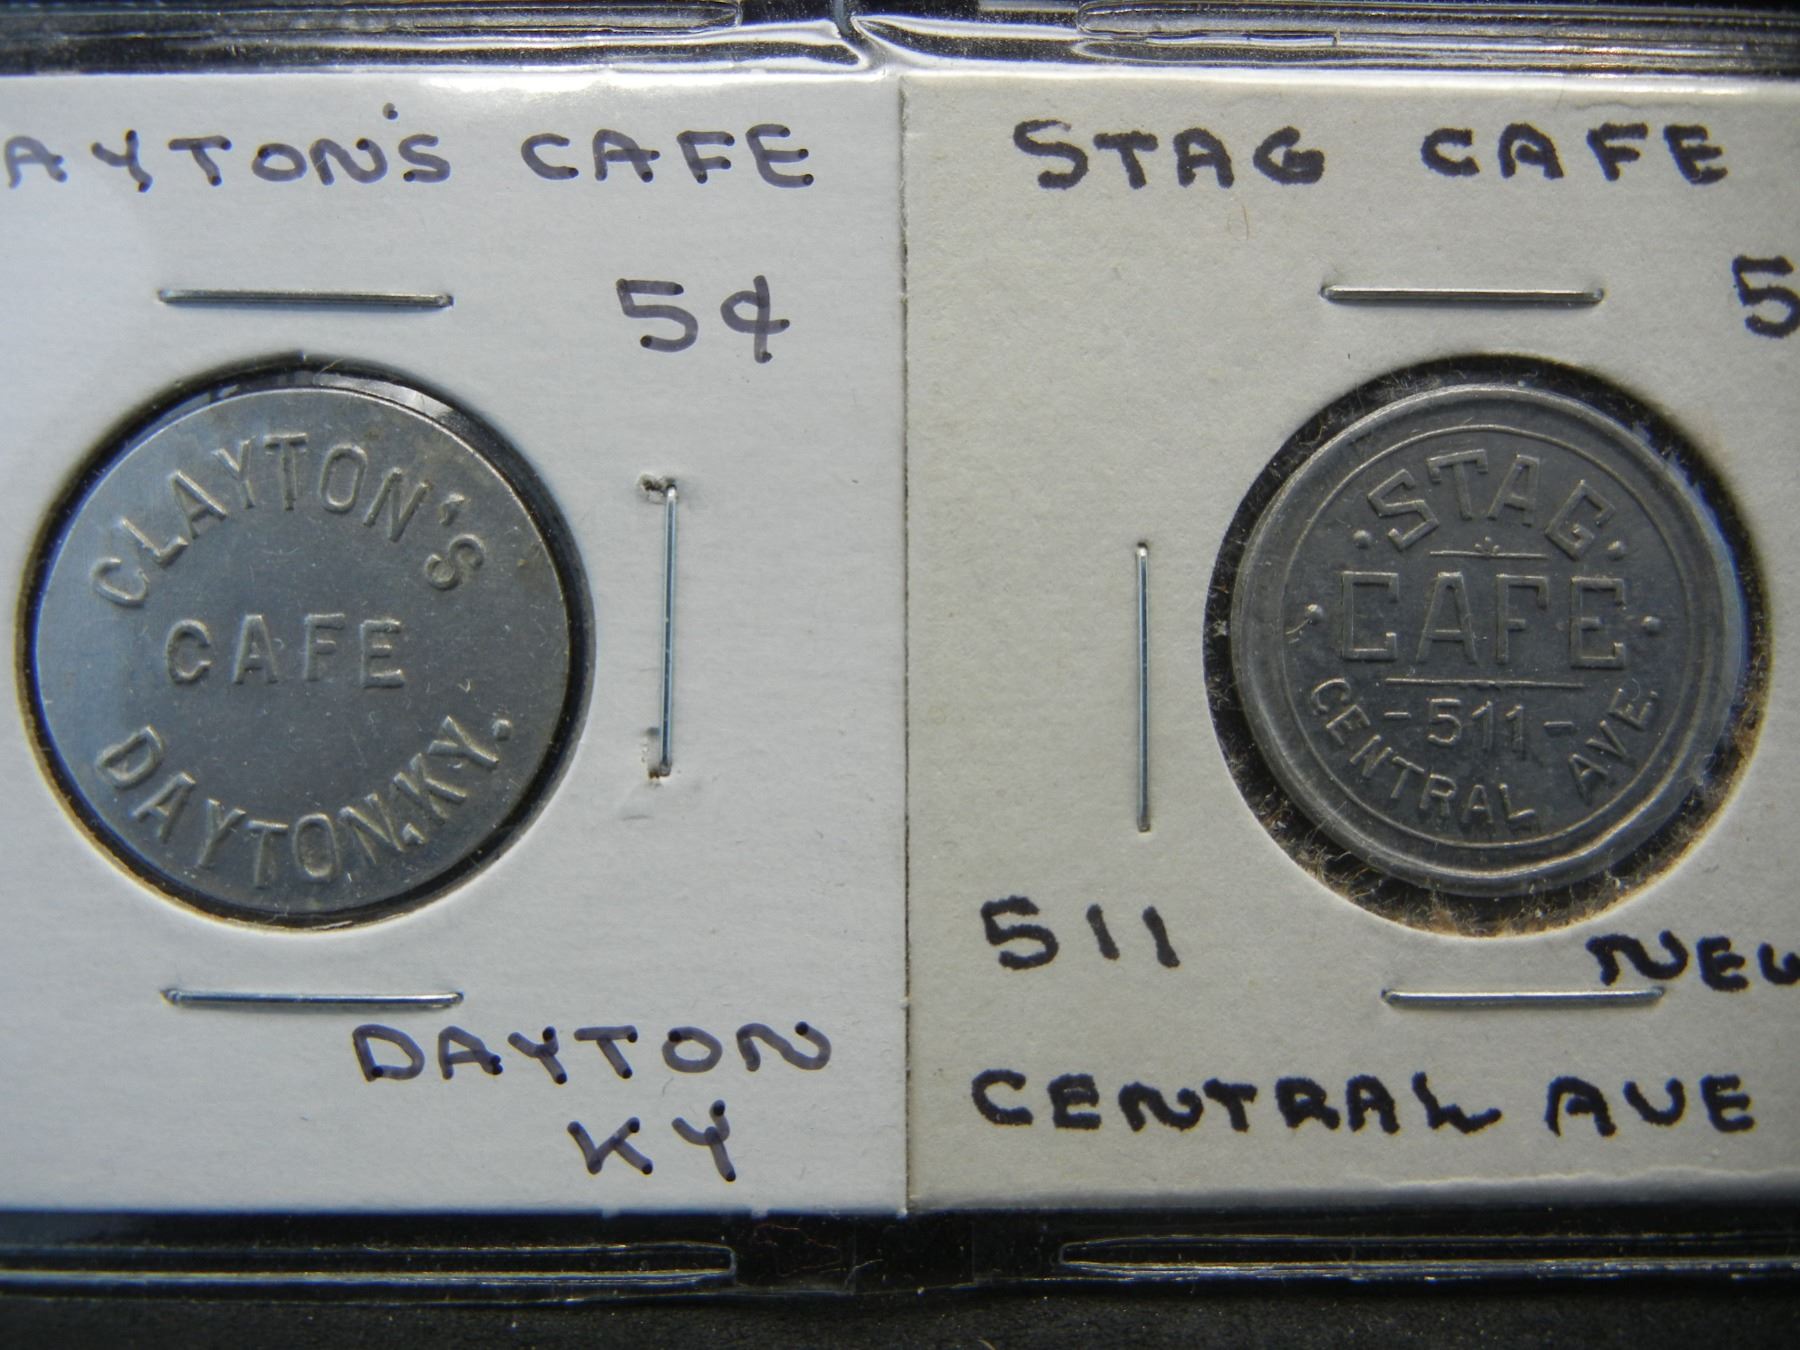 AYTON'S CAFE
5¢
CLAYTON'S
CAFE
DAYTON, KY.
DAYTON
KY
STAG CAFE
5
STAG
CAFE
- 511 -
CENTRAL AVE.
511
CENTRAL AVE